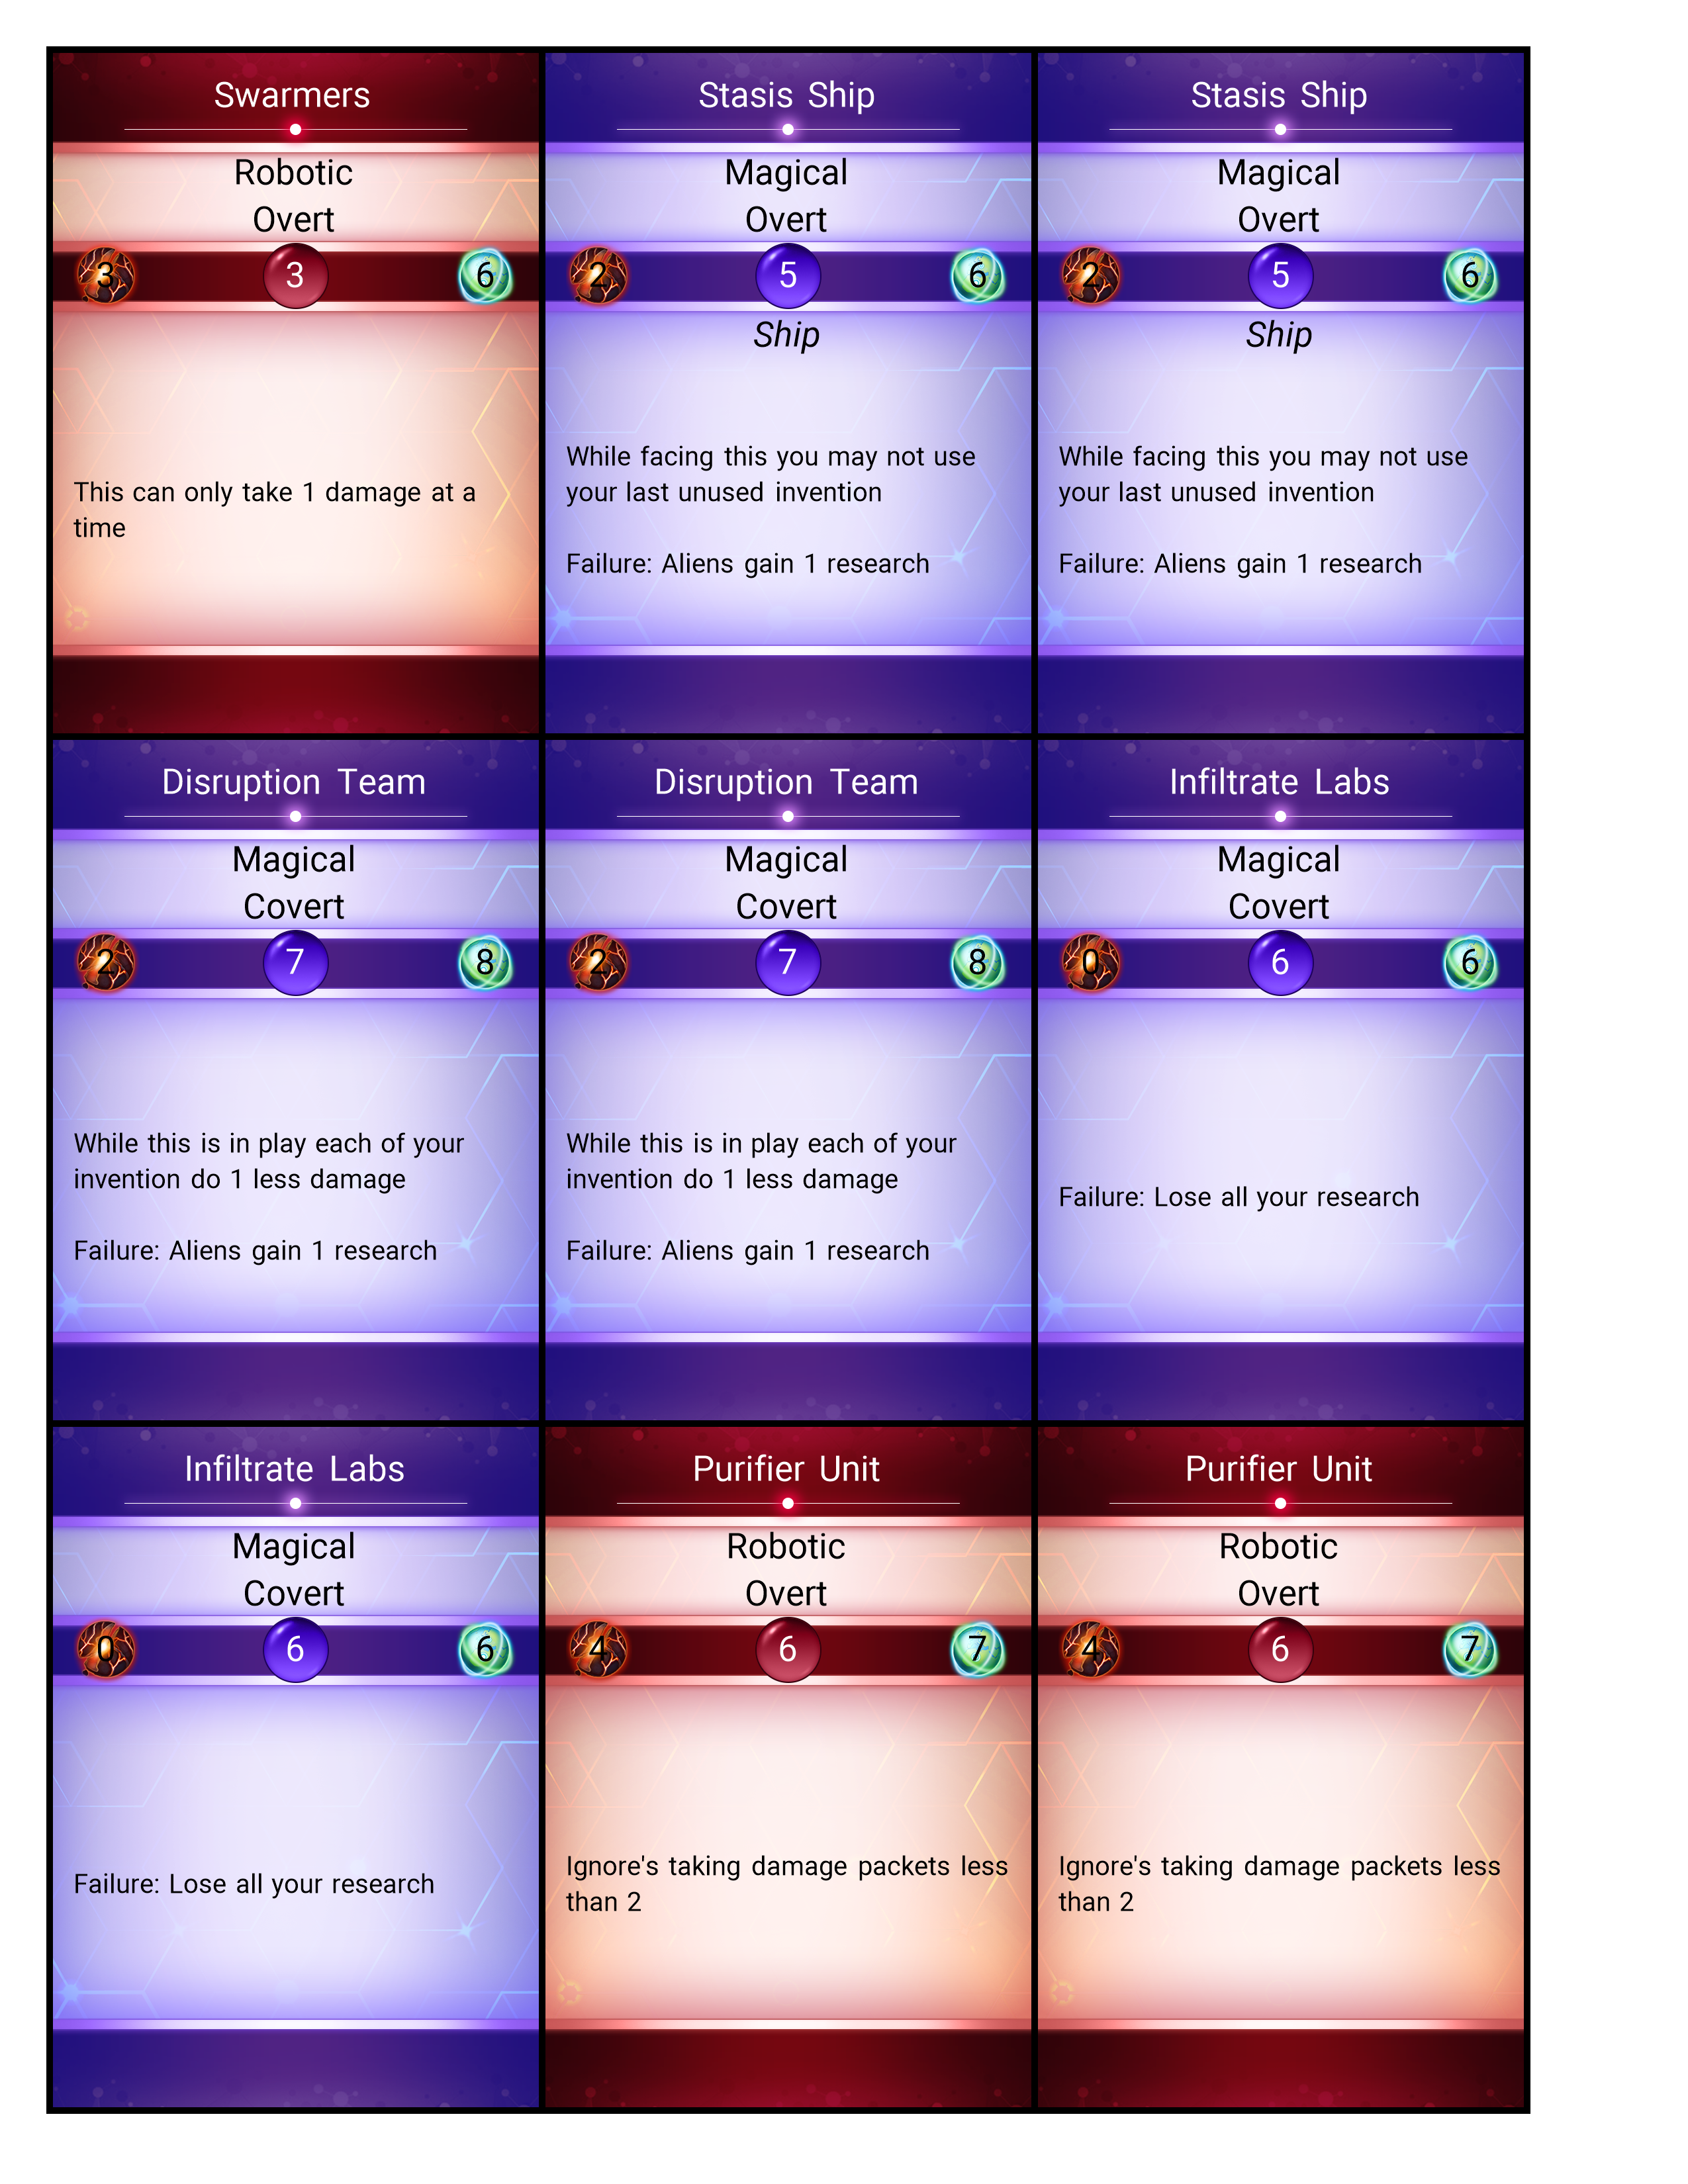 Swarmers
Robotic
Overt
3
3
6
This can only take 1 damage at a
time
Stasis Ship
Magical
Overt
2
5
6
Ship
While facing this you may not use
your last unused invention
Failure: Aliens gain 1 research
Stasis Ship
Magical
Overt
2
5
6
Ship
While facing this you may not use
your last unused invention
Failure: Aliens gain 1 research
Disruption Team
Magical
Covert
2
7
8
While this is in play each of your
invention do 1 less damage
Failure: Aliens gain 1 research
Disruption Team
Magical
Covert
2
7
8
While this is in play each of your
invention do 1 less damage
Failure: Aliens gain 1 research
Infiltrate Labs
Magical
Covert
0
6
6
Failure: Lose all your research
Infiltrate Labs
Magical
Covert
0
6
6
Failure: Lose all your research
Purifier Unit
Robotic
Overt
4
6
7
Ignore's taking damage packets less
than 2
Purifier Unit
Robotic
Overt
4
6
7
Ignore's taking damage packets less
than 2